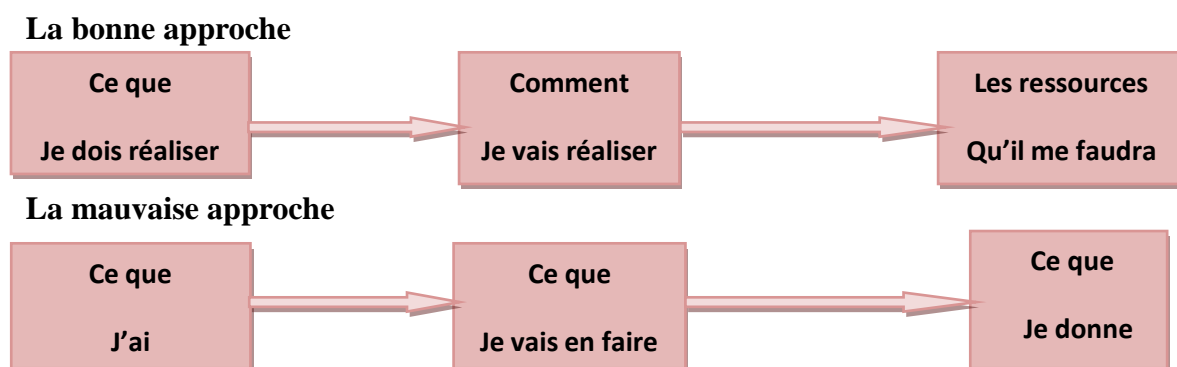 La bonne approche
Ce que
Je dois réaliser
Comment
Je vais réaliser
Les ressources
Qu’il me faudra
La mauvaise approche
Ce que
J’ai
Ce que
Je vais en faire
Ce que
Je donne